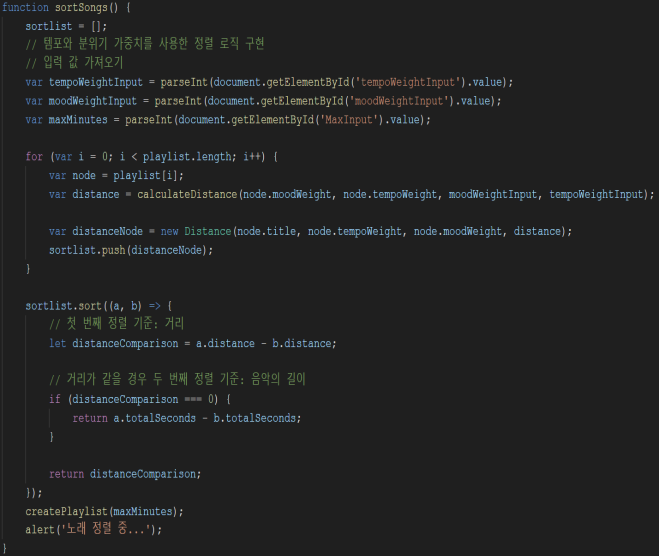 function sortSongs() {
sortlist = [];
// 템포와 분위기 가중치를 사용한 정렬 로직 구현
// 입력 값 가져오기
var tempoWeightInput = parseInt(document.getElementById('tempoWeightInput').value);
var moodWeightInput = parseInt(document.getElementById('moodWeightInput').value);
var maxMinutes = parseInt(document.getElementById('MaxInput').value);
for (var i = 0; i < playlist.length; i++) {
var node = playlist[i];
var distance = calculateDistance(node.moodWeight, node.tempoWeight, moodWeightInput, tempoWeightInput);
var distanceNode = new Distance(node.title, node.tempoWeight, node.moodWeight, distance);
sortlist.push(distanceNode);
}
sortlist.sort((a, b) => {
// 첫 번째 정렬 기준: 거리
let distanceComparison = a.distance - b.distance;
// 거리가 같을 경우 두 번째 정렬 기준: 음악의 길이
if (distanceComparison === 0) {
return a.totalSeconds - b.totalSeconds;
}
return distanceComparison;
});
createPlaylist(maxMinutes);
alert('노래 정렬 중...');
}